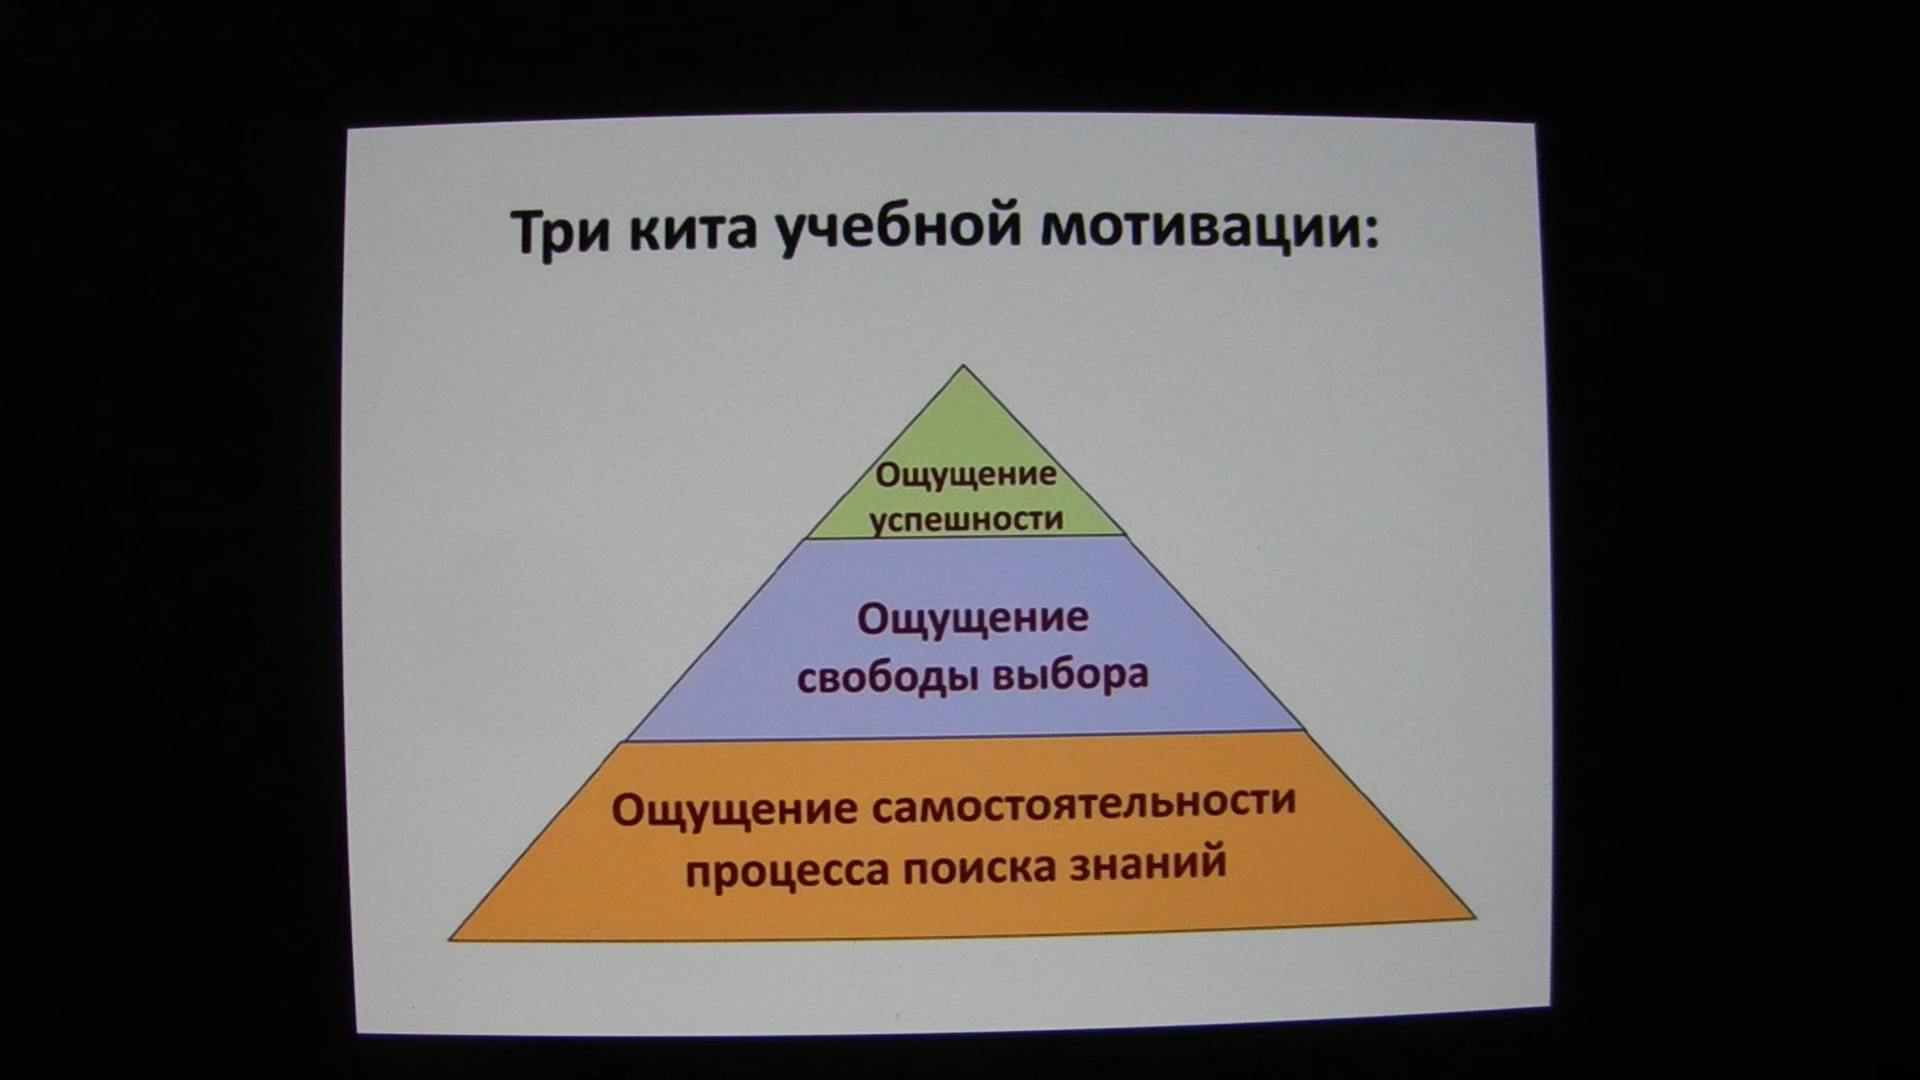 Три кита учебной мотивации:
Ощущение
успешности
Ощущение
свободы выбора
Ощущение самостоятельности
процесса поиска знаний